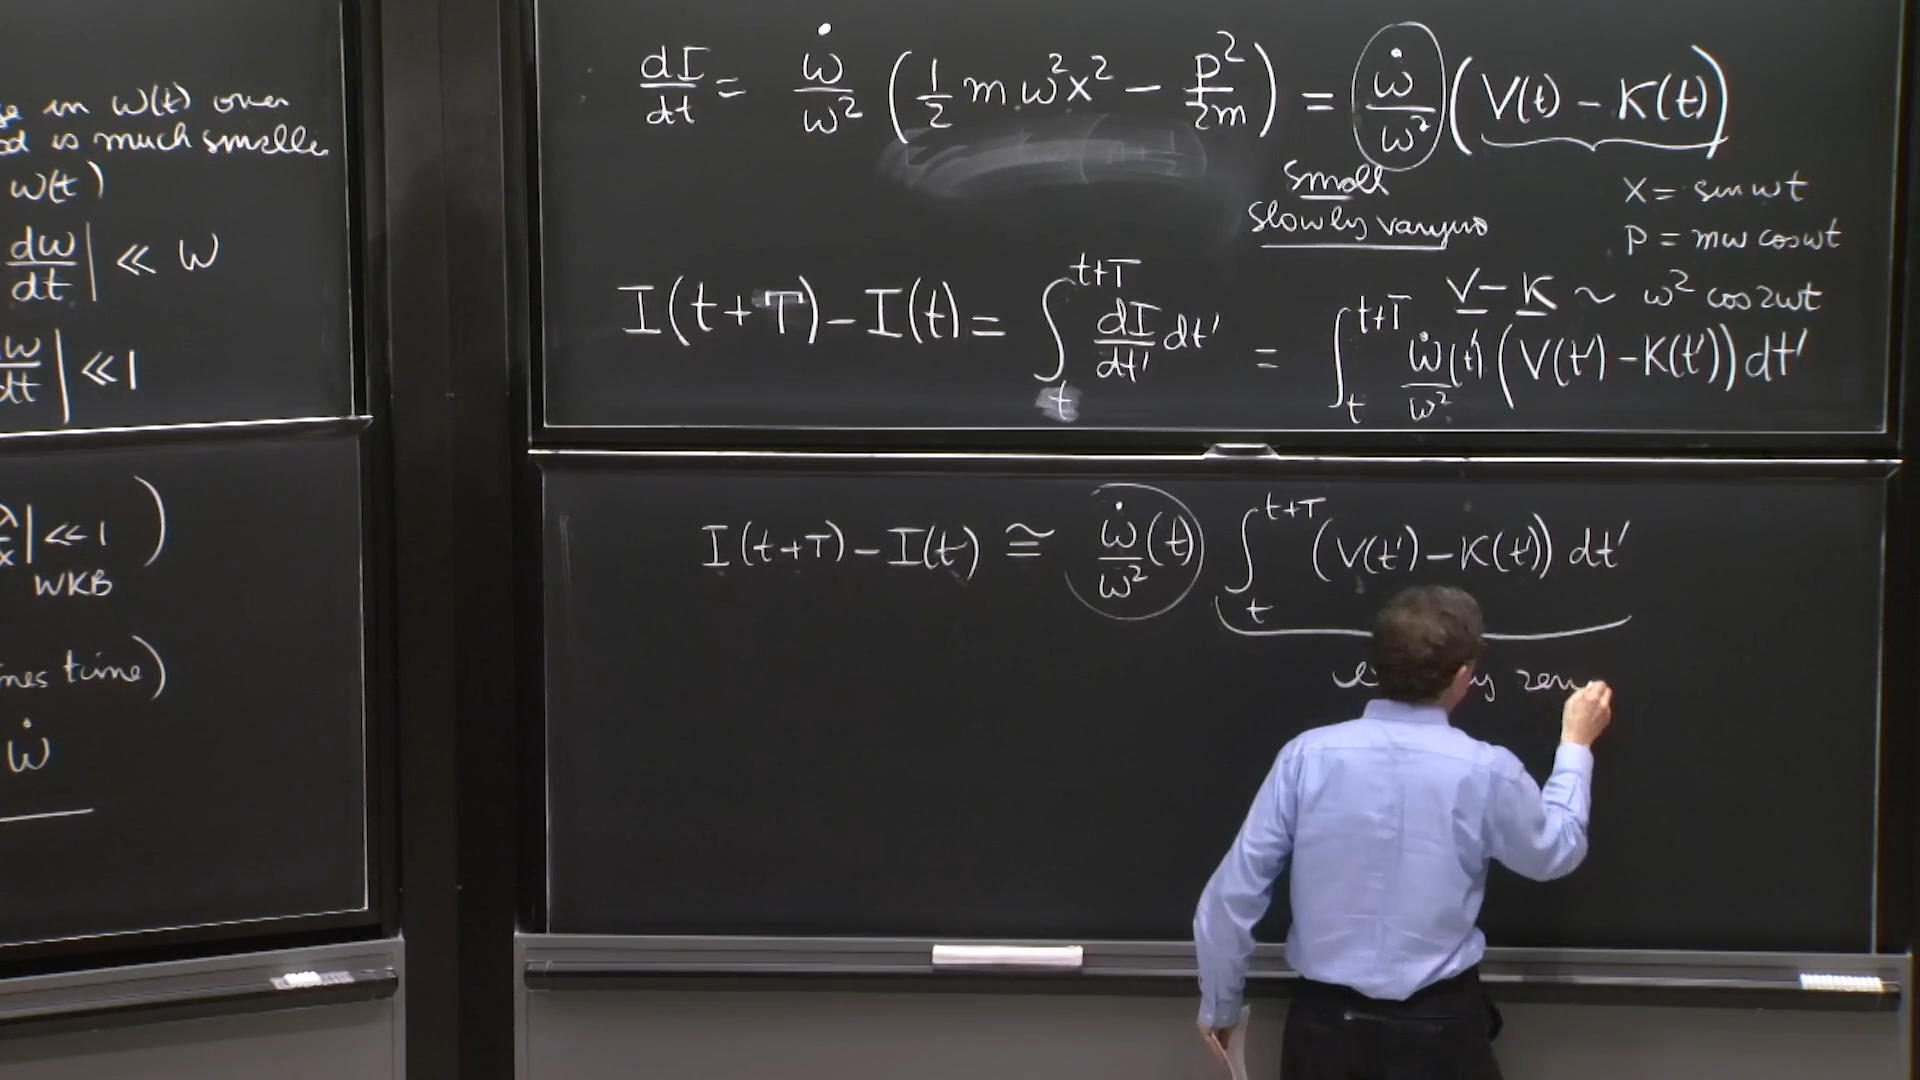 in ω(t) over
is much smaller
ω(t)
dω/dt| ≪ ω
dt| ≪ 1
| ≪ 1 )
WKB
time)
ω̇
dI/dt = ω̇/ω² (1/2 m ω² x² − p²/2m) = ω̇/ω² (V(t) − K(t))
small
slowly varying
x = sin ωt
p = mω cos ωt
V − K ~ ω² cos 2ωt
I(t+T) − I(t) = ∫_t^{t+T} dI/dt' dt' = ∫_t^{t+T} ω̇/ω² (t') (V(t') − K(t')) dt'
I(t+T) − I(t) ≅ ω̇/ω² (t) ∫_t^{t+T} (V(t') − K(t')) dt'